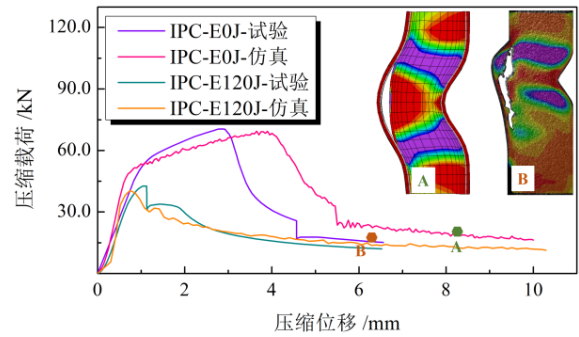 IPC-E0J-试验
IPC-E0J-仿真
IPC-E120J-试验
IPC-E120J-仿真
压缩载荷 /kN
120.0
90.0
60.0
30.0
0
0
2
4
6
8
10
压缩位移 /mm
A
B
B
A